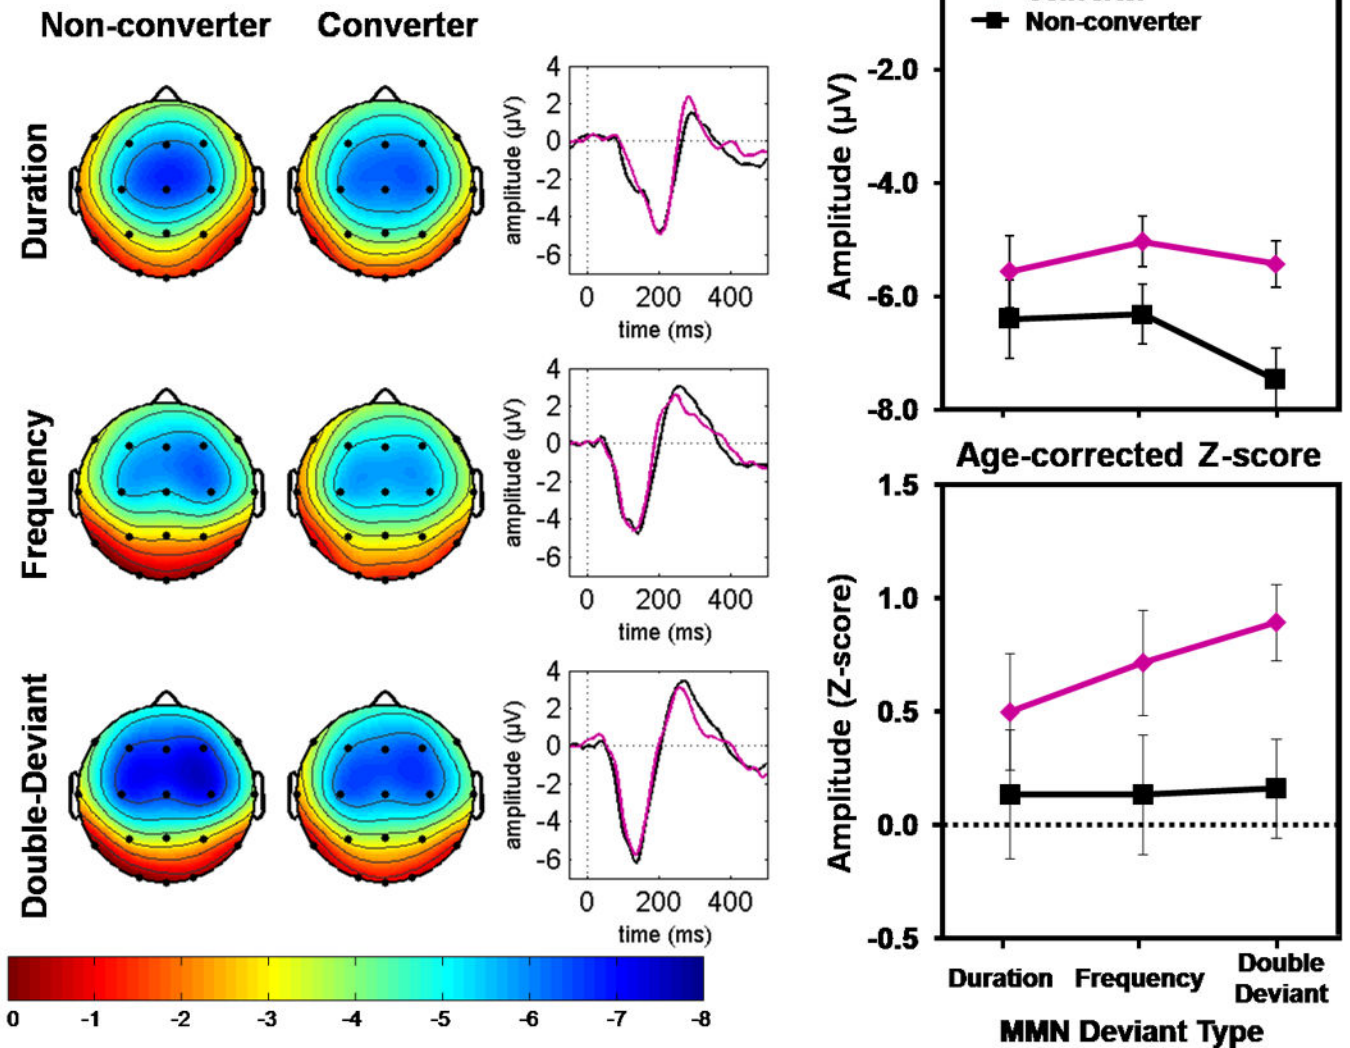 Non-converter Converter
Duration
4
2
0
-2
-4
-6
amplitude (µV)
0 200 400
time (ms)
Frequency
4
2
0
-2
-4
-6
amplitude (µV)
0 200 400
time (ms)
Double-Deviant
4
2
0
-2
-4
-6
amplitude (µV)
0 200 400
time (ms)
0 -1 -2 -3 -4 -5 -6 -7 -8
Non-converter
-2.0
-4.0
-6.0
-8.0
Amplitude (µV)
Age-corrected Z-score
1.5
1.0
0.5
0.0
-0.5
Amplitude (Z-score)
Duration Frequency Double
Deviant
MMN Deviant Type